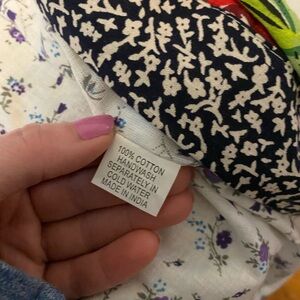 100% COTTON
HANDWASH
SEPARATELY IN
COLD WATER
MADE IN INDIA